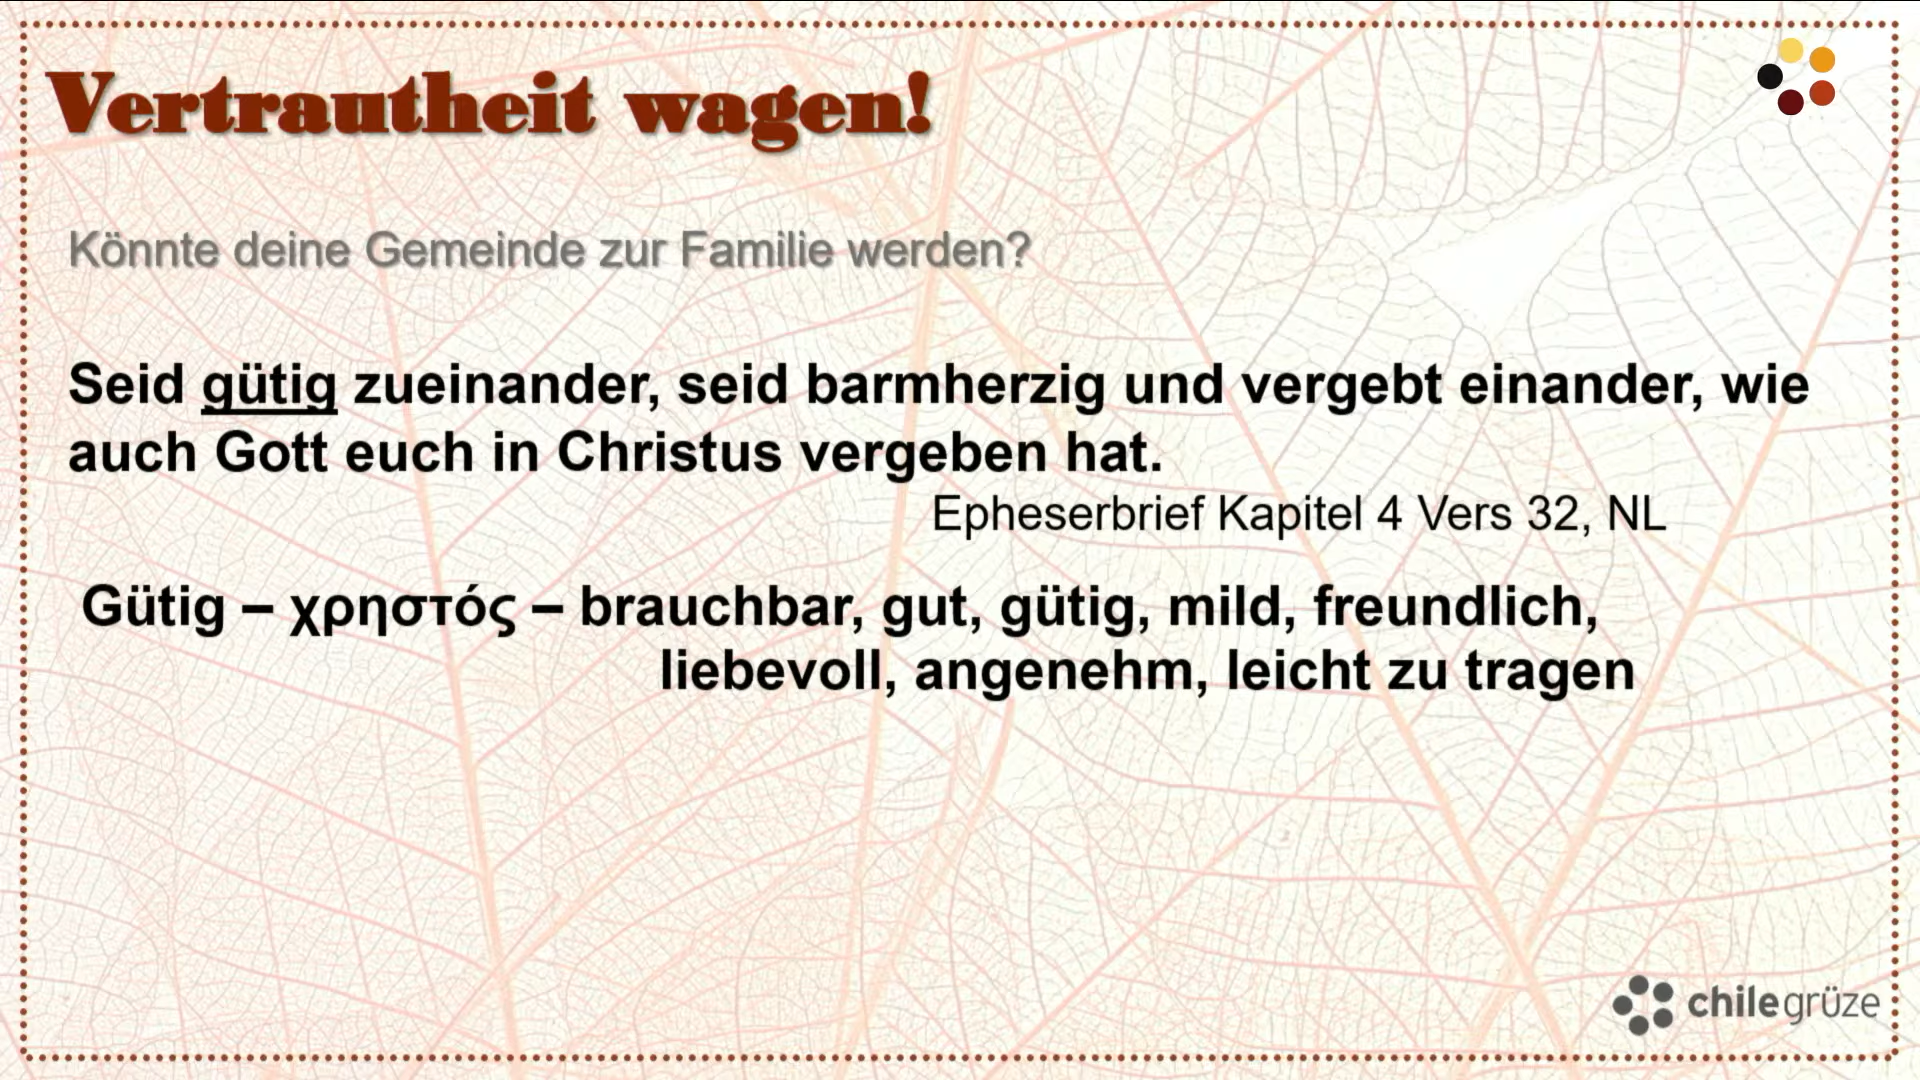 Vertrautheit wagen!
Könnte deine Gemeinde zur Familie werden?
Seid gütig zueinander, seid barmherzig und vergebt einander, wie
auch Gott euch in Christus vergeben hat.
Epheserbrief Kapitel 4 Vers 32, NL
Gütig – χρηστός – brauchbar, gut, gütig, mild, freundlich,
liebevoll, angenehm, leicht zu tragen
chilegrüze